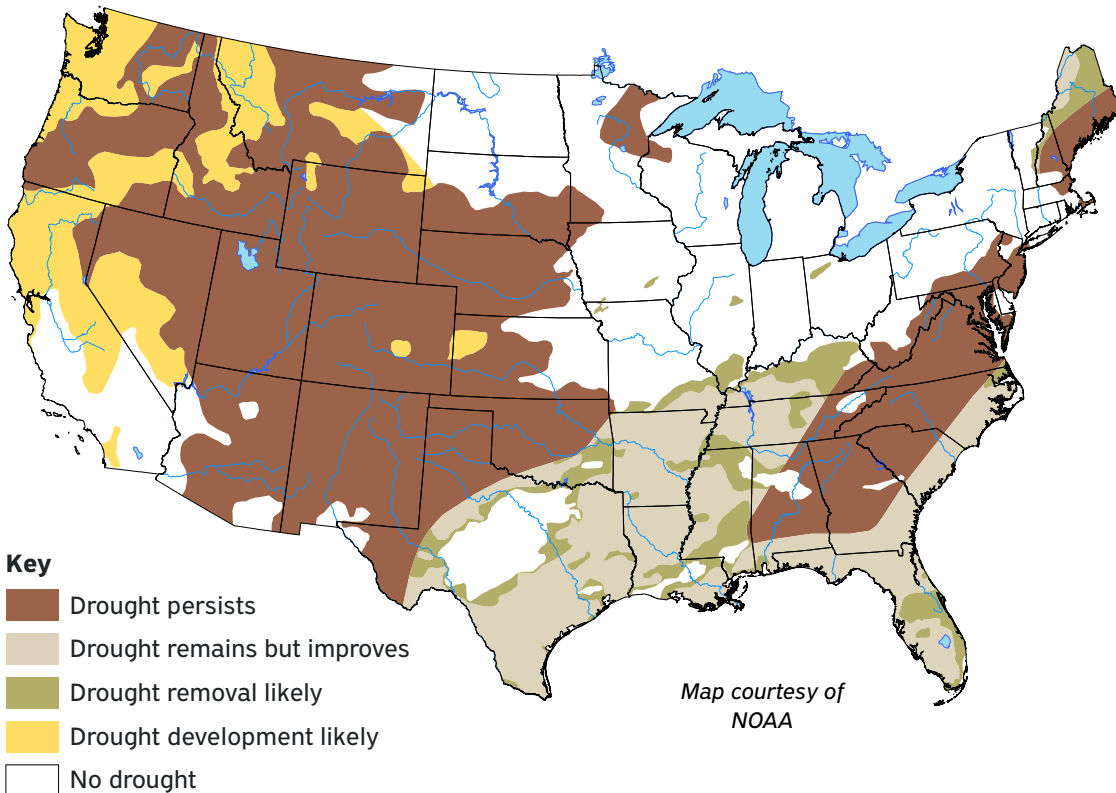 Key
Drought persists
Drought remains but improves
Drought removal likely
Drought development likely
No drought
Map courtesy of
NOAA